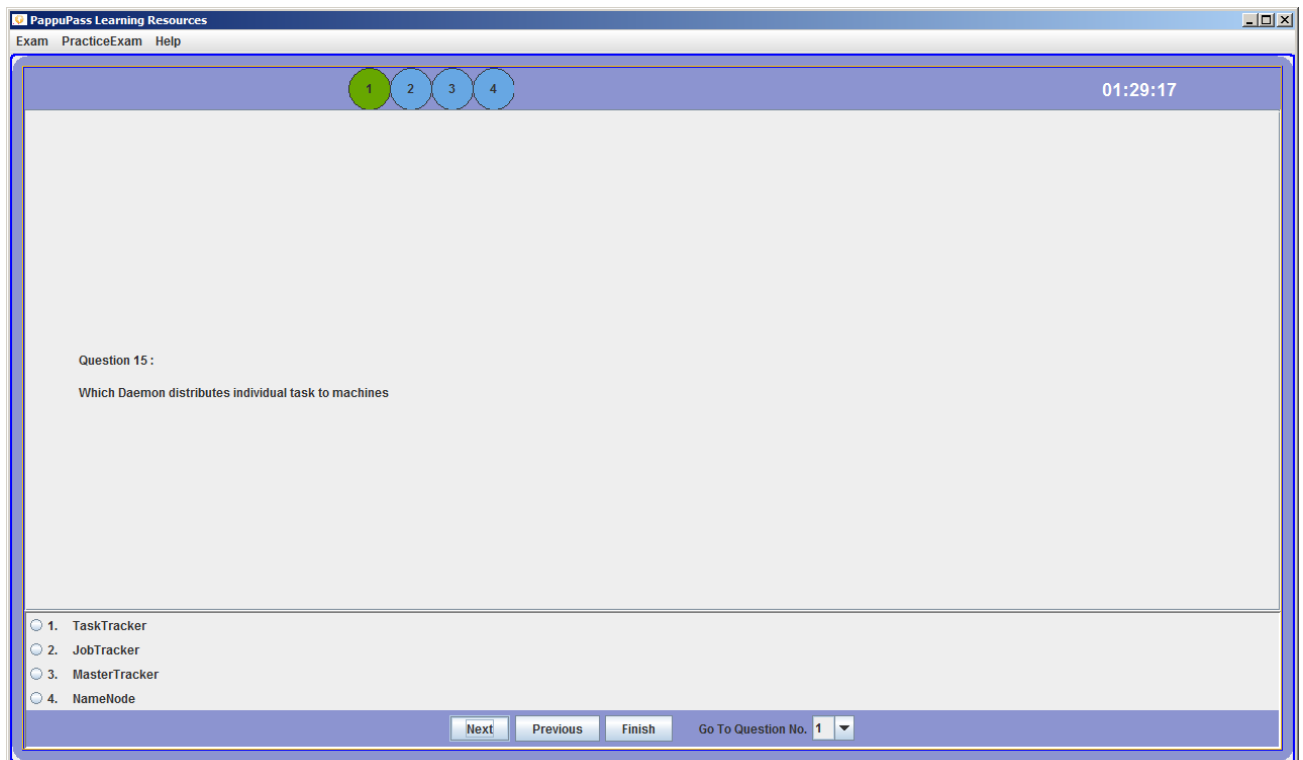 PappuPass Learning Resources
Exam PracticeExam Help
1 2 3 4 01:29:17
Question 15 :
Which Daemon distributes individual task to machines
1. TaskTracker
2. JobTracker
3. MasterTracker
4. NameNode
Next Previous Finish Go To Question No. 1